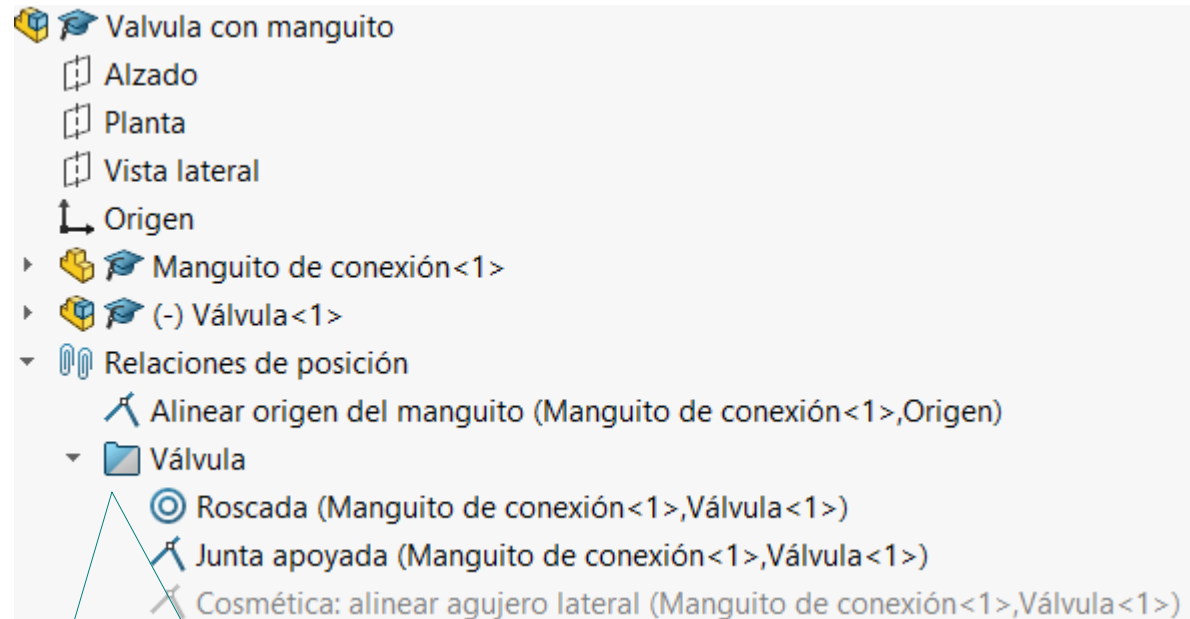 Valvula con manguito
Alzado
Planta
Vista lateral
Origen
Manguito de conexión<1>
(-) Válvula<1>
Relaciones de posición
Alinear origen del manguito (Manguito de conexión<1>,Origen)
Válvula
Roscada (Manguito de conexión<1>,Válvula<1>)
Junta apoyada (Manguito de conexión<1>,Válvula<1>)
Cosmética: alinear agujero lateral (Manguito de conexión<1>,Válvula<1>)